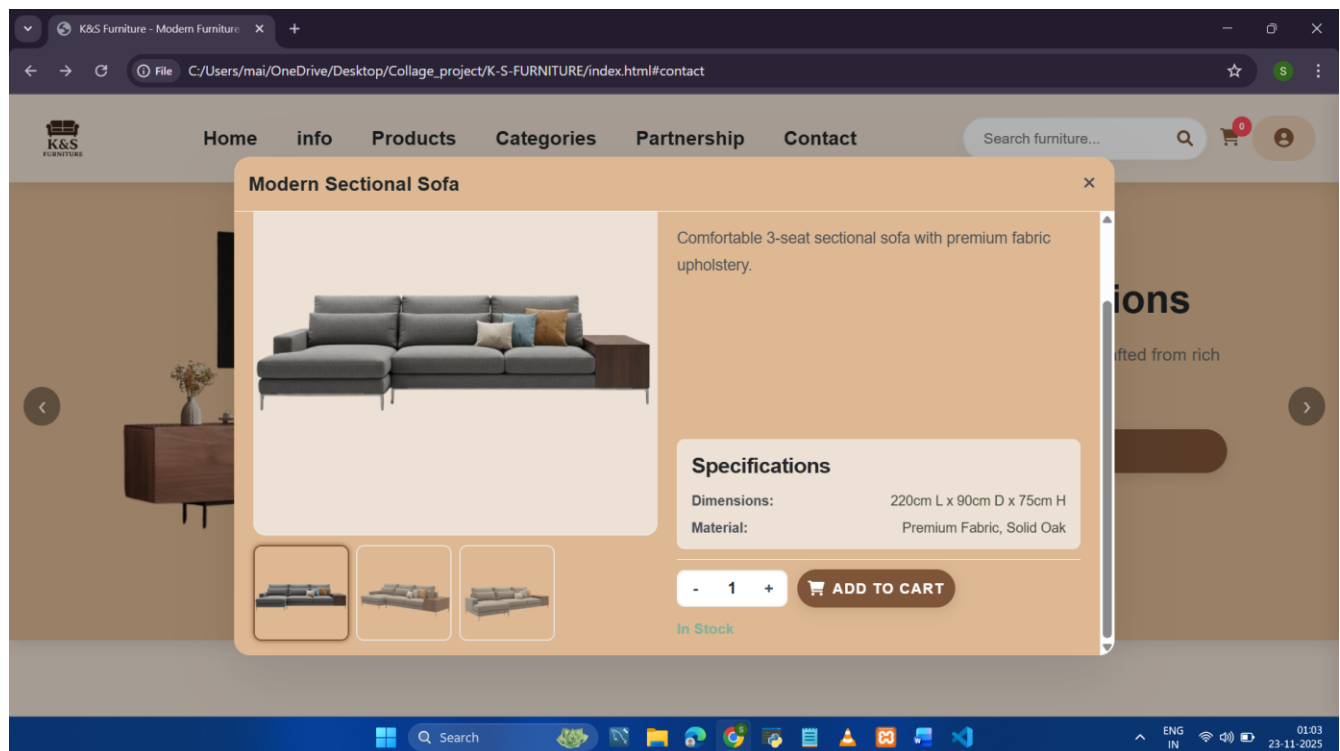 K&S Furniture - Modern Furniture
File C:/Users/mai/OneDrive/Desktop/Collage_project/K-S-FURNITURE/index.html#contact
S
K&S
FURNITURE
Home info Products Categories Partnership Contact
Search furniture...
0
Modern Sectional Sofa
Comfortable 3-seat sectional sofa with premium fabric
upholstery.
ions
fted from rich
Specifications
Dimensions: 220cm L x 90cm D x 75cm H
Material: Premium Fabric, Solid Oak
- 1 + ADD TO CART
In Stock
Search
ENG
IN
01:03
23-11-2025